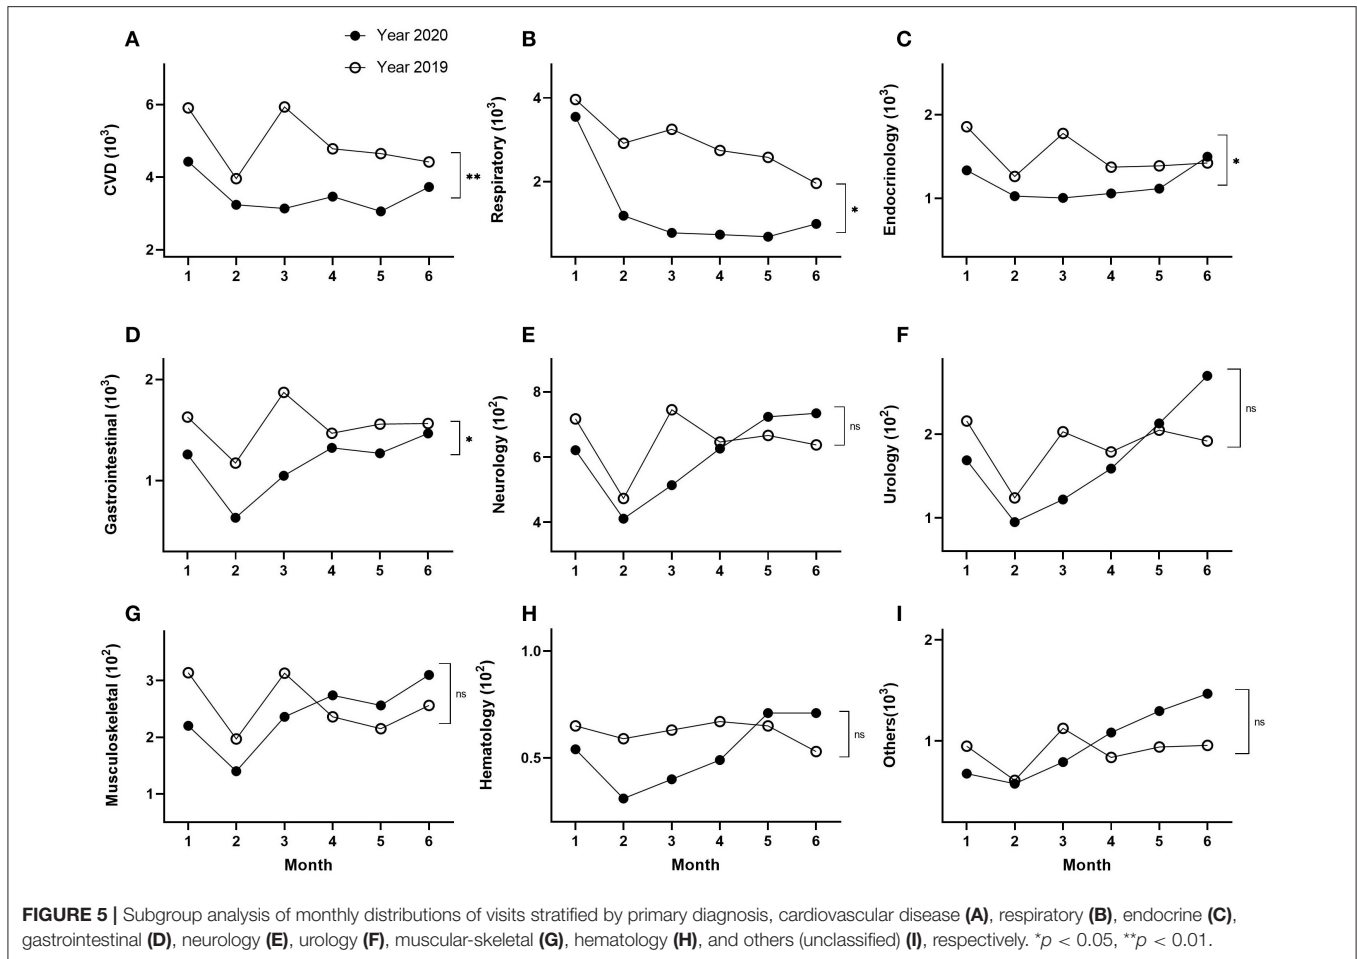 A
Year 2020
Year 2019
CVD (10³)
6
4
2
1 2 3 4 5 6
**
B
Respiratory (10³)
4
2
1 2 3 4 5 6
*
C
Endocrinology (10³)
2
1
1 2 3 4 5 6
*
D
Gastrointestinal (10³)
2
1
1 2 3 4 5 6
*
E
Neurology (10²)
8
6
4
1 2 3 4 5 6
ns
F
Urology (10²)
2
1
1 2 3 4 5 6
ns
G
Musculoskeletal (10²)
3
2
1
1 2 3 4 5 6
Month
ns
H
Hematology (10²)
1.0
0.5
1 2 3 4 5 6
Month
ns
I
Others(10³)
2
1
1 2 3 4 5 6
Month
ns
FIGURE 5 | Subgroup analysis of monthly distributions of visits stratified by primary diagnosis, cardiovascular disease (A), respiratory (B), endocrine (C),
gastrointestinal (D), neurology (E), urology (F), muscular-skeletal (G), hematology (H), and others (unclassified) (I), respectively. *p < 0.05, **p < 0.01.